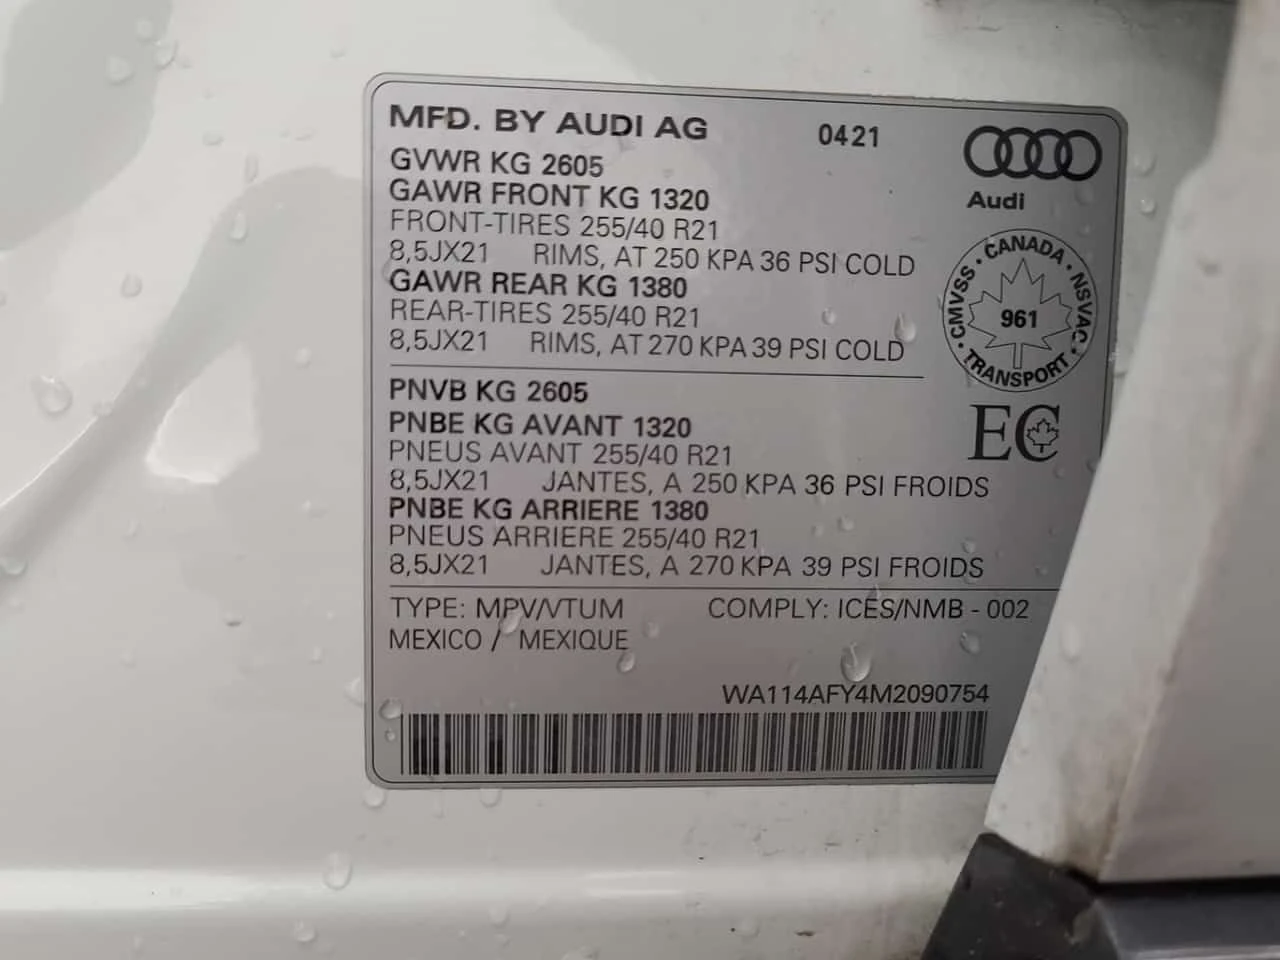 MFD. BY AUDI AG 0421
GVWR KG 2605
GAWR FRONT KG 1320
Audi
FRONT-TIRES 255/40 R21
8,5JX21 RIMS, AT 250 KPA 36 PSI COLD
GAWR REAR KG 1380
REAR-TIRES 255/40 R21
8,5JX21 RIMS, AT 270 KPA 39 PSI COLD
CMVSS · CANADA · NSVAC · TRANSPORT ·
961
PNVB KG 2605
PNBE KG AVANT 1320
EC
PNEUS AVANT 255/40 R21
8,5JX21 JANTES, A 250 KPA 36 PSI FROIDS
PNBE KG ARRIERE 1380
PNEUS ARRIERE 255/40 R21
8,5JX21 JANTES, A 270 KPA 39 PSI FROIDS
TYPE: MPV/VTUM COMPLY: ICES/NMB - 002
MEXICO / MEXIQUE
WA114AFY4M2090754